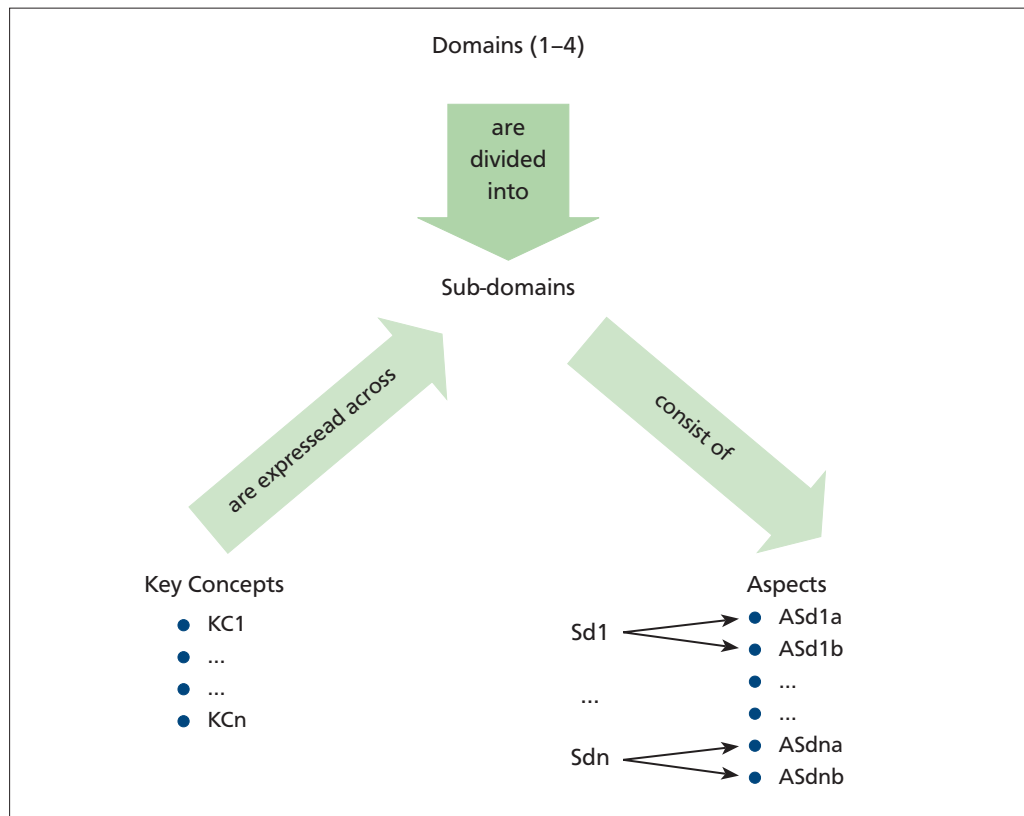 Domains (1–4)
are
divided
into
Sub-domains
are expressead across
consist of
Key Concepts
KC1
...
...
KCn
Aspects
Sd1
ASd1a
ASd1b
...
...
...
Sdn
ASdna
ASdnb